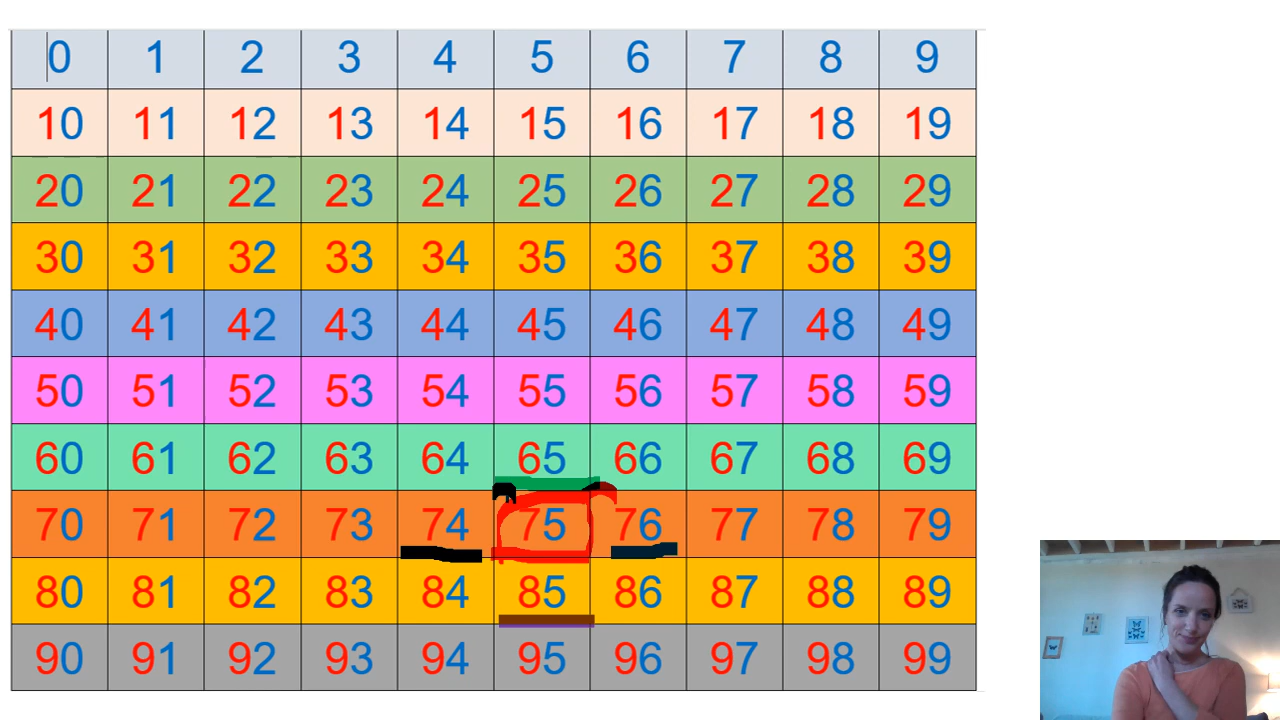 0 1 2 3 4 5 6 7 8 9
10 11 12 13 14 15 16 17 18 19
20 21 22 23 24 25 26 27 28 29
30 31 32 33 34 35 36 37 38 39
40 41 42 43 44 45 46 47 48 49
50 51 52 53 54 55 56 57 58 59
60 61 62 63 64 65 66 67 68 69
70 71 72 73 74 75 76 77 78 79
80 81 82 83 84 85 86 87 88 89
90 91 92 93 94 95 96 97 98 99